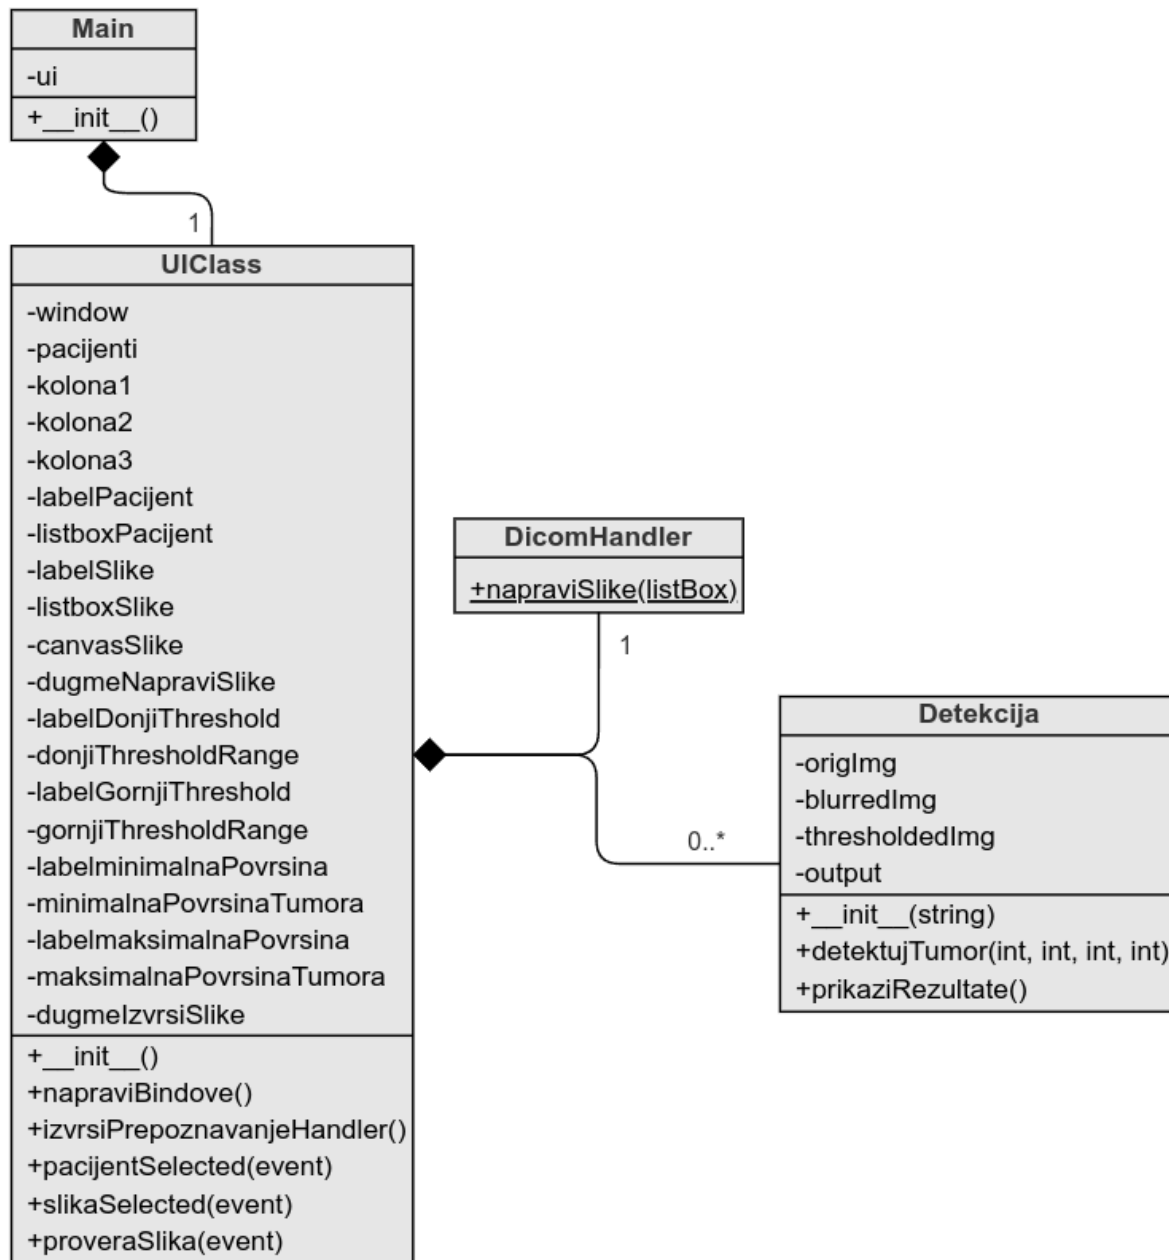 Main
-ui
+__init__()
1
UIClass
-window
-pacijenti
-kolona1
-kolona2
-kolona3
-labelPacijent
-listboxPacijent
-labelSlike
-listboxSlike
-canvasSlike
-dugmeNapraviSlike
-labelDonjiThreshold
-donjiThresholdRange
-labelGornjiThreshold
-gornjiThresholdRange
-labelminimalnaPovrsina
-minimalnaPovrsinaTumora
-labelmaksimalnaPovrsina
-maksimalnaPovrsinaTumora
-dugmeIzvrsiSlike
+__init__()
+napraviBindove()
+izvrsiPrepoznavanjeHandler()
+pacijentSelected(event)
+slikaSelected(event)
+proveraSlika(event)
DicomHandler
+napraviSlike(listBox)
1
0..*
Detekcija
-origImg
-blurredImg
-thresholdedImg
-output
+__init__(string)
+detektujTumor(int, int, int, int)
+prikaziRezultate()